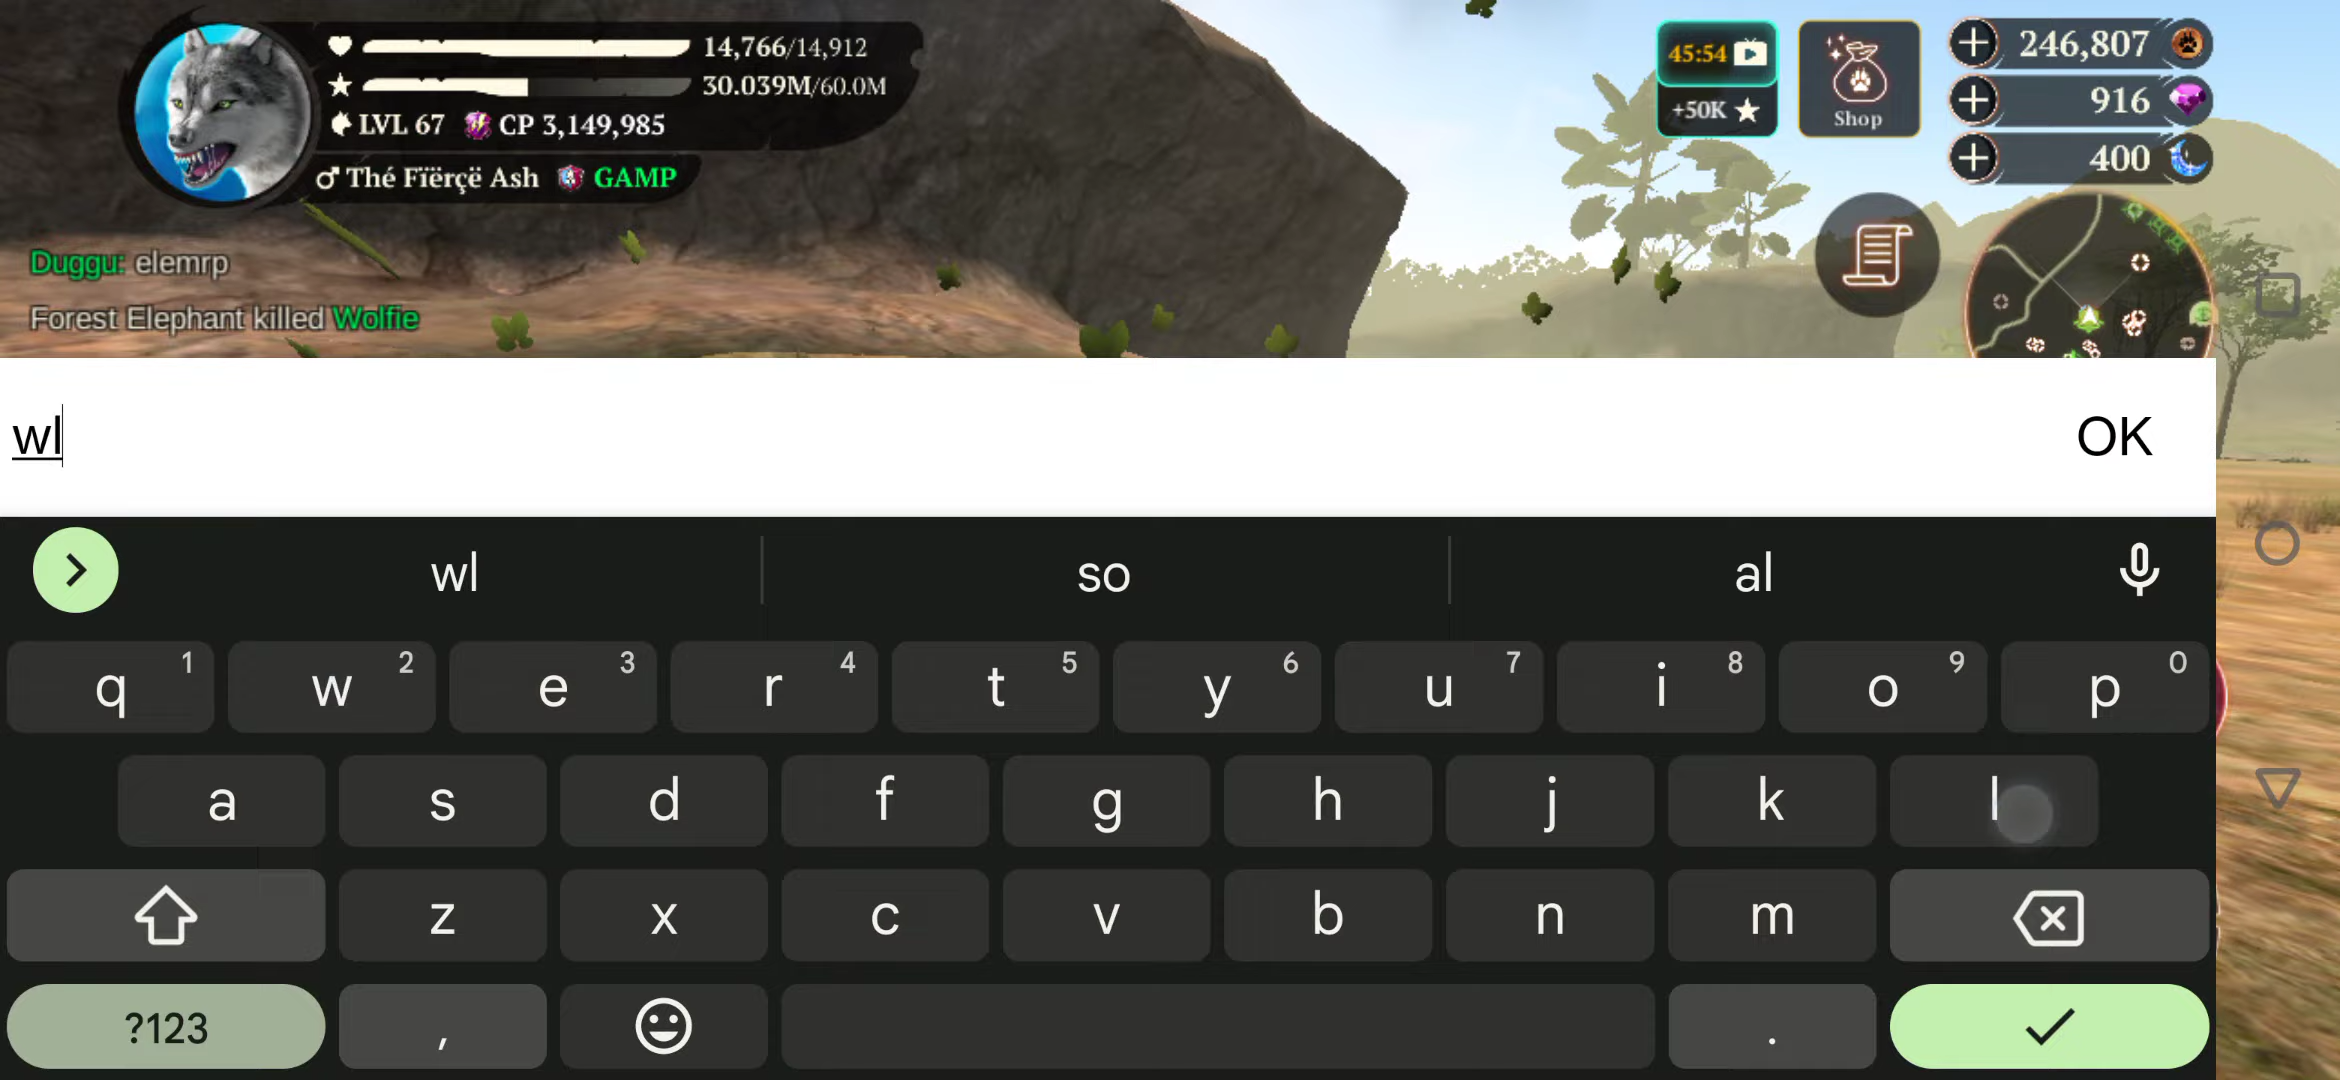 14,766/14,912
30.039M/60.0M
LVL 67 CP 3,149,985
Thé Fïërçë Ash GAMP
45:54
+50K
Shop
246,807
916
400
Duggu: elemrp
Forest Elephant killed Wolfie
wl
OK
wl so al
q 1 w 2 e 3 r 4 t 5 y 6 u 7 i 8 o 9 p 0
a s d f g h j k l
z x c v b n m
?123 , .